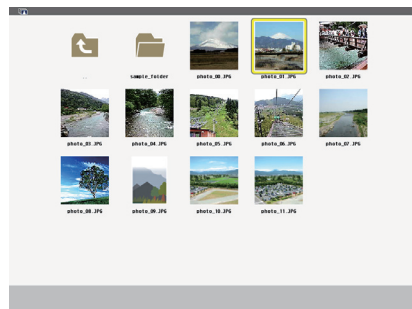 .. sample_folder photo_00.JPG photo_01.JPG photo_02.JPG
photo_03.JPG photo_04.JPG photo_05.JPG photo_06.JPG photo_07.JPG
photo_08.JPG photo_09.JPG photo_10.JPG photo_11.JPG